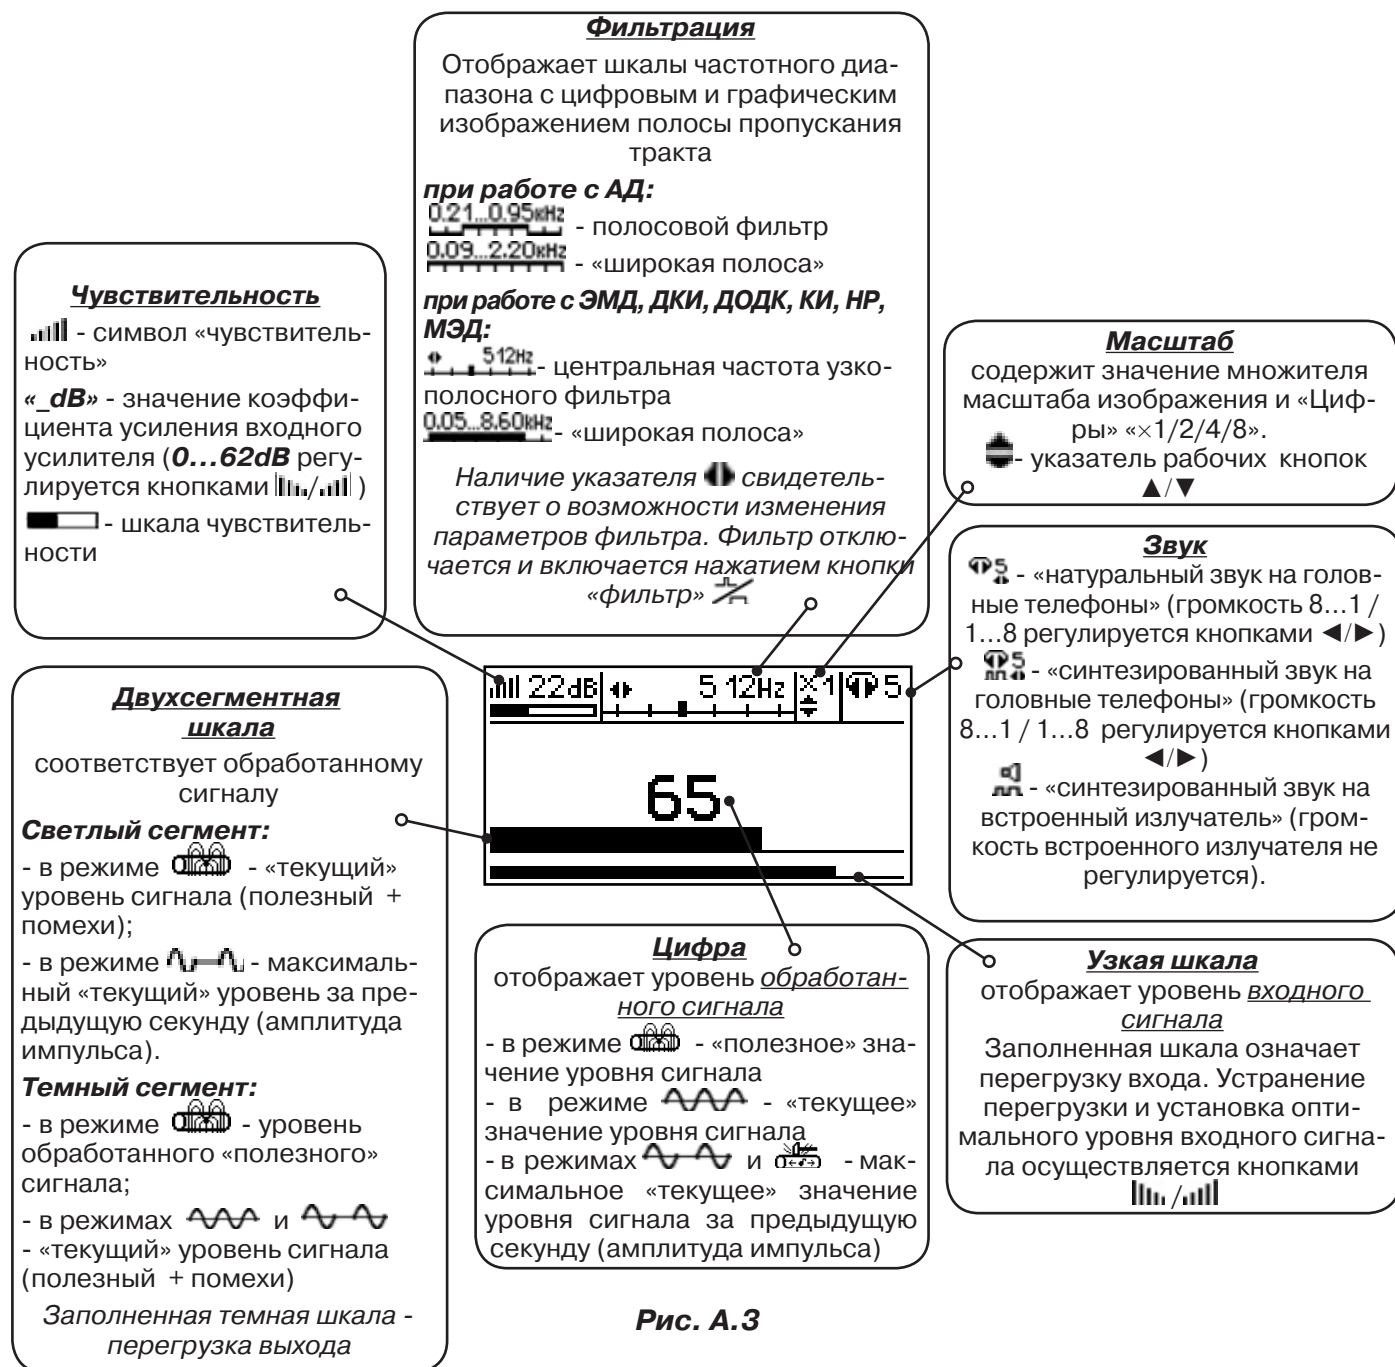 Фильтрация
Отображает шкалы частотного диа-
пазона с цифровым и графическим
изображением полосы пропускания
тракта
при работе с АД:
0.21...0.95кHz - полосовой фильтр
0.09...2.20кHz - «широкая полоса»
при работе с ЭМД, ДКИ, ДОДК, КИ, НР,
МЭД:
512Hz - центральная частота узко-
полосного фильтра
0.05...8.60кHz - «широкая полоса»
Наличие указателя свидетель-
ствует о возможности изменения
параметров фильтра. Фильтр отклю-
чается и включается нажатием кнопки
«фильтр»
Чувствительность
- символ «чувствитель-
ность»
«_dB» - значение коэффи-
циента усиления входного
усилителя (0...62dB регу-
лируется кнопками / )
- шкала чувствитель-
ности
Масштаб
содержит значение множителя
масштаба изображения и «Циф-
ры» «×1/2/4/8».
- указатель рабочих кнопок
▲/▼
Звук
5 - «натуральный звук на голов-
ные телефоны» (громкость 8...1 /
1...8 регулируется кнопками ◄/►)
5 - «синтезированный звук на
головные телефоны» (громкость
8...1 / 1...8 регулируется кнопками
◄/►)
- «синтезированный звук на
встроенный излучатель» (гром-
кость встроенного излучателя не
регулируется).
Двухсегментная
шкала
соответствует обработанному
сигналу
Светлый сегмент:
- в режиме - «текущий»
уровень сигнала (полезный +
помехи);
- в режиме - максималь-
ный «текущий» уровень за пре-
дыдущую секунду (амплитуда
импульса).
Темный сегмент:
- в режиме - уровень
обработанного «полезного»
сигнала;
- в режимах и
- «текущий» уровень сигнала
(полезный + помехи)
Заполненная темная шкала -
перегрузка выхода
22dB 512Hz ×1 5
65
Цифра
отображает уровень обработан-
ного сигнала
- в режиме - «полезное» зна-
чение уровня сигнала
- в режиме - «текущее»
значение уровня сигнала
- в режимах и - мак-
симальное «текущее» значение
уровня сигнала за предыдущую
секунду (амплитуда импульса)
Узкая шкала
отображает уровень входного
сигнала
Заполненная шкала означает
перегрузку входа. Устранение
перегрузки и установка опти-
мального уровня входного сигна-
ла осуществляется кнопками
/
Рис. А.3